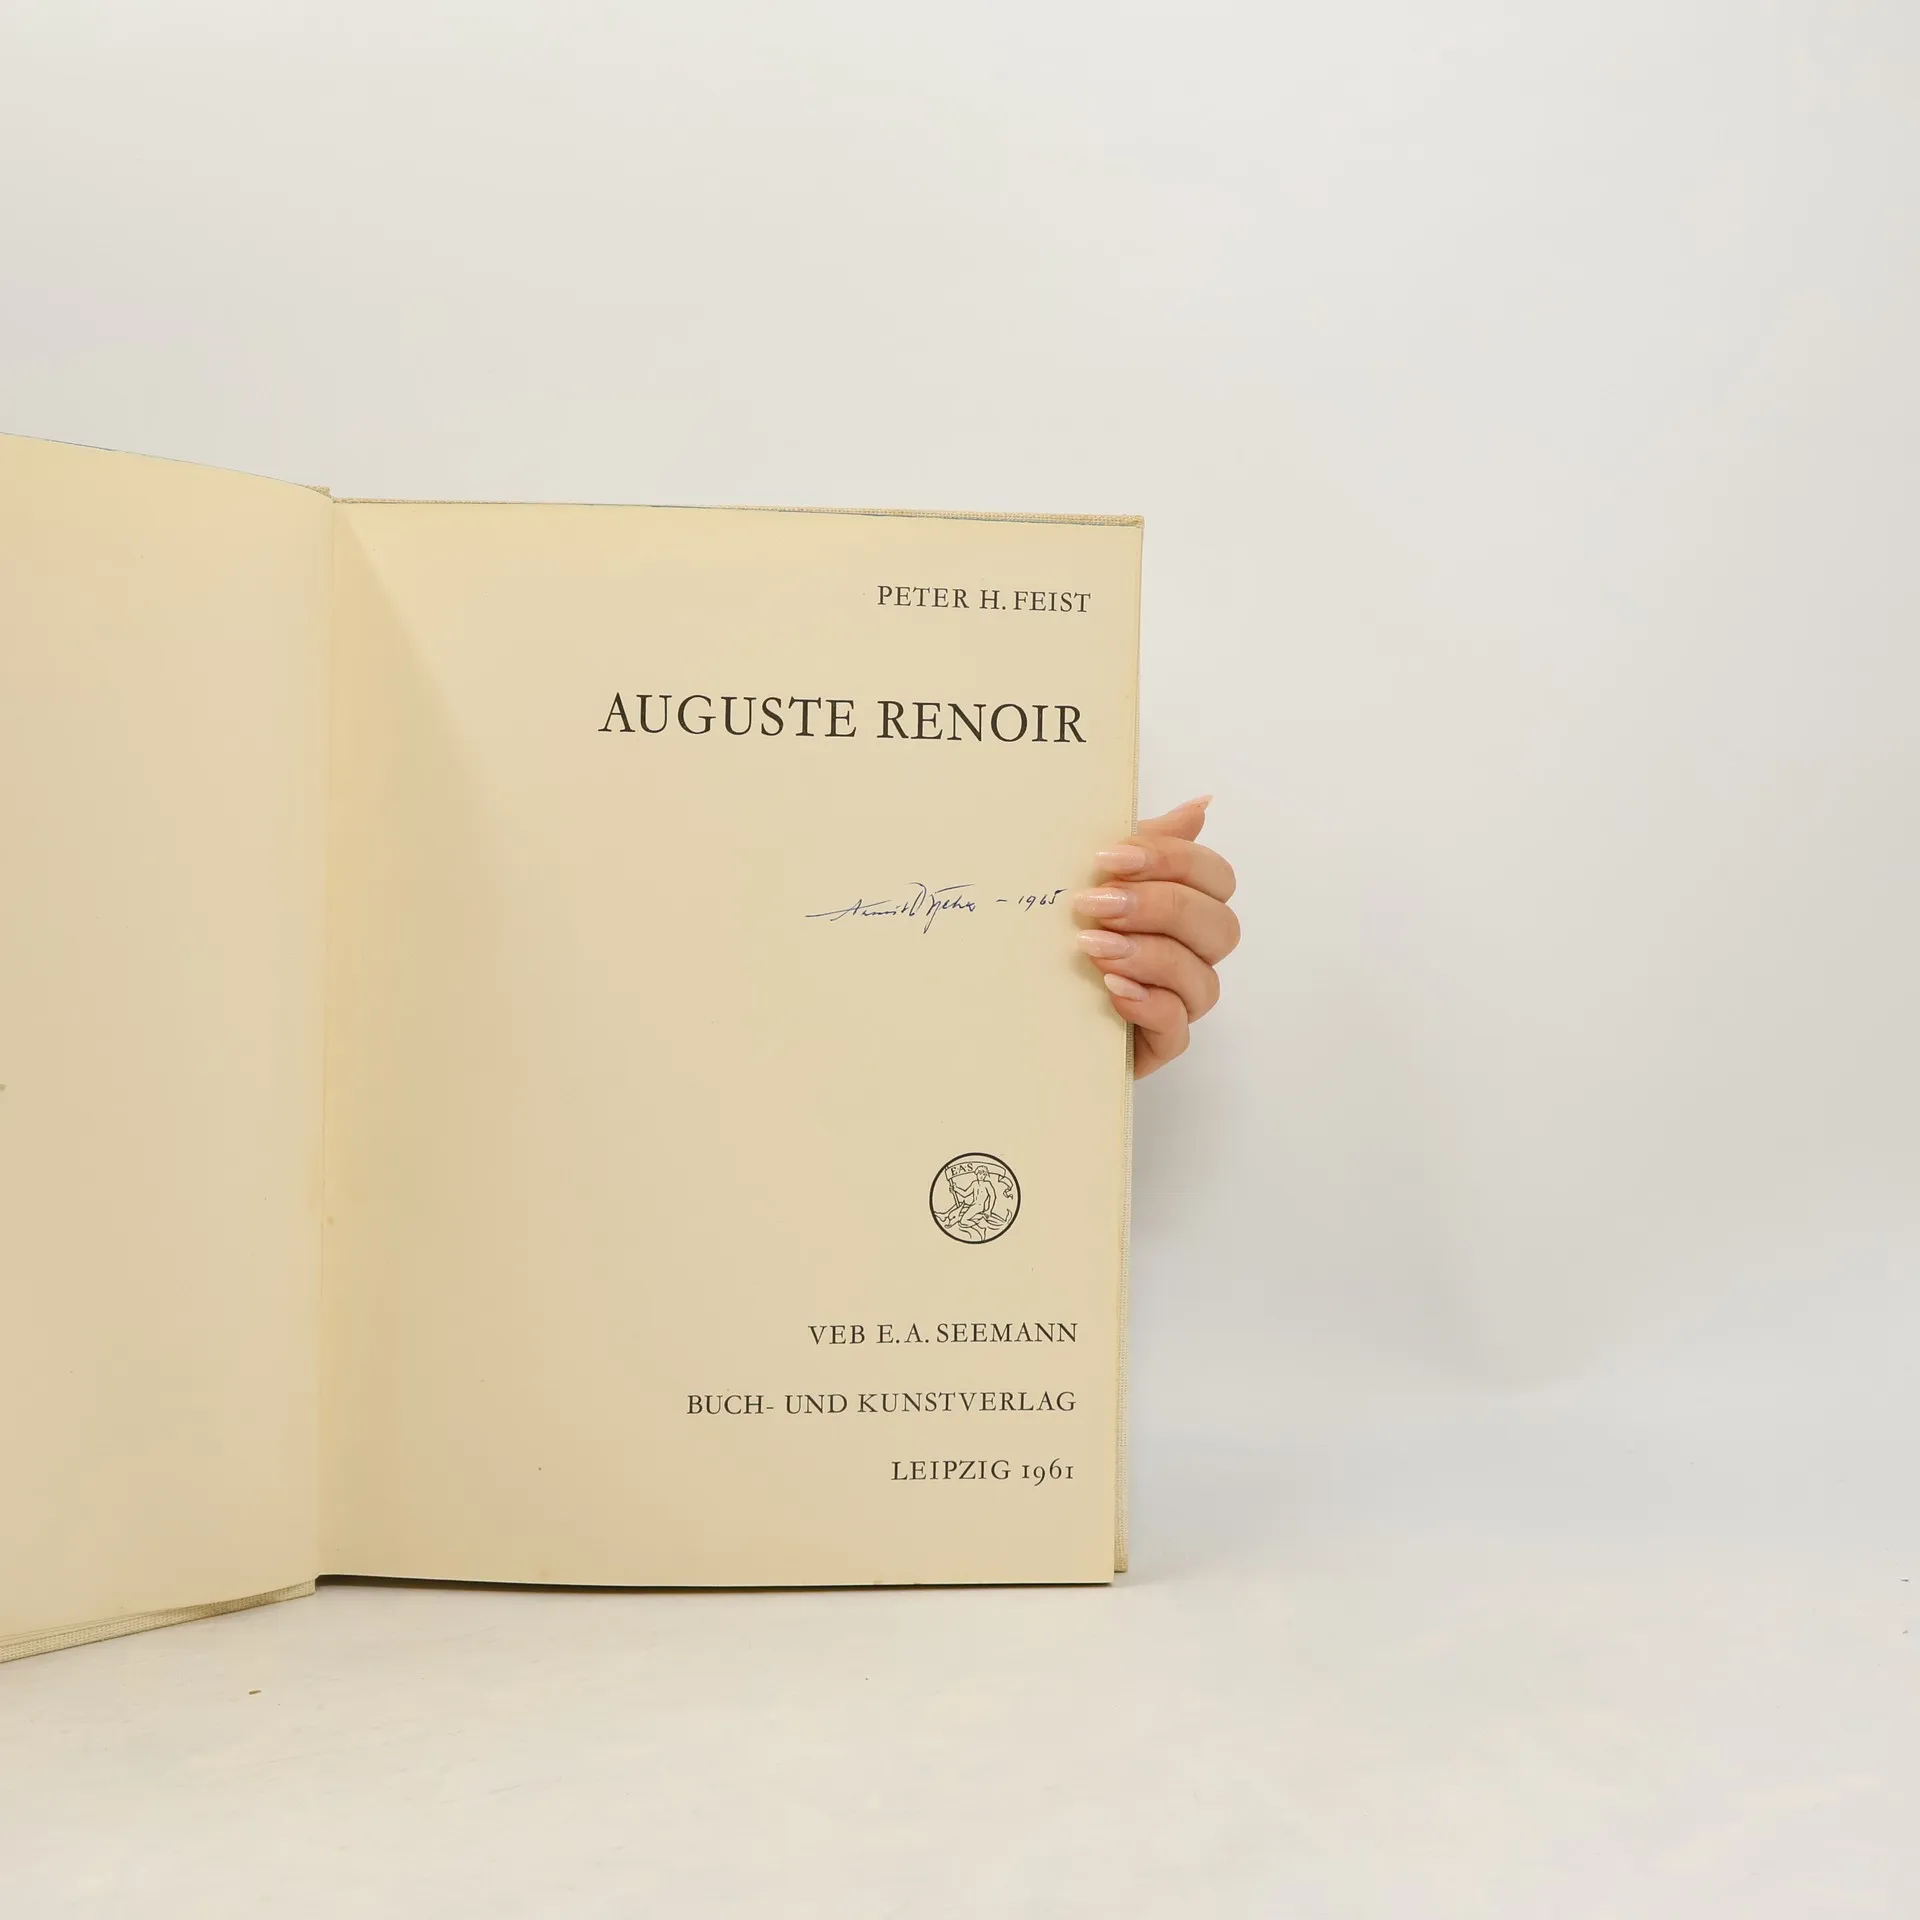 PETER H. FEIST
AUGUSTE RENOIR
– 1965
EAS
VEB E. A. SEEMANN
BUCH- UND KUNSTVERLAG
LEIPZIG 1961